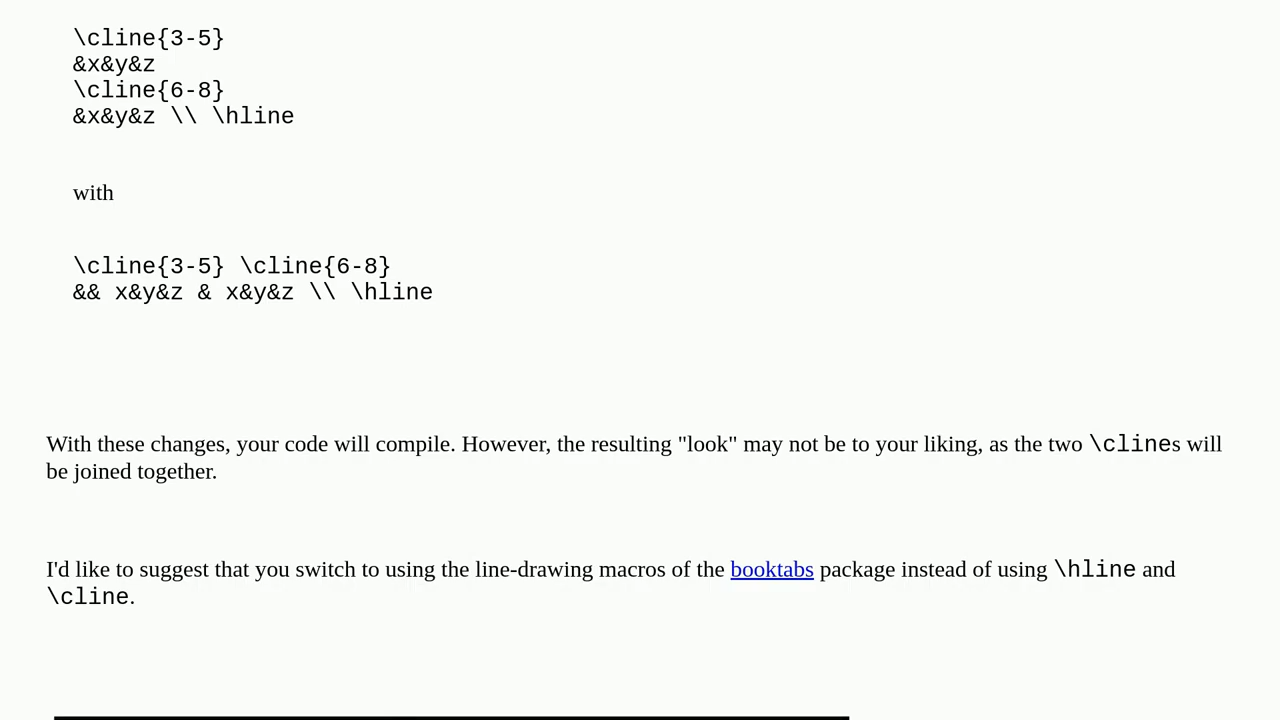 \cline{3-5}
&x&y&z
\cline{6-8}
&x&y&z \\ \hline
with
\cline{3-5} \cline{6-8}
&& x&y&z & x&y&z \\ \hline
With these changes, your code will compile. However, the resulting "look" may not be to your liking, as the two \clines will
be joined together.
I'd like to suggest that you switch to using the line-drawing macros of the booktabs package instead of using \hline and
\cline.